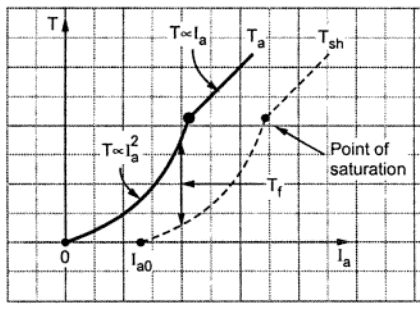 T
T∝I_a
T_a
T_sh
T∝I_a^2
T_f
Point of
saturation
0
I_a0
I_a